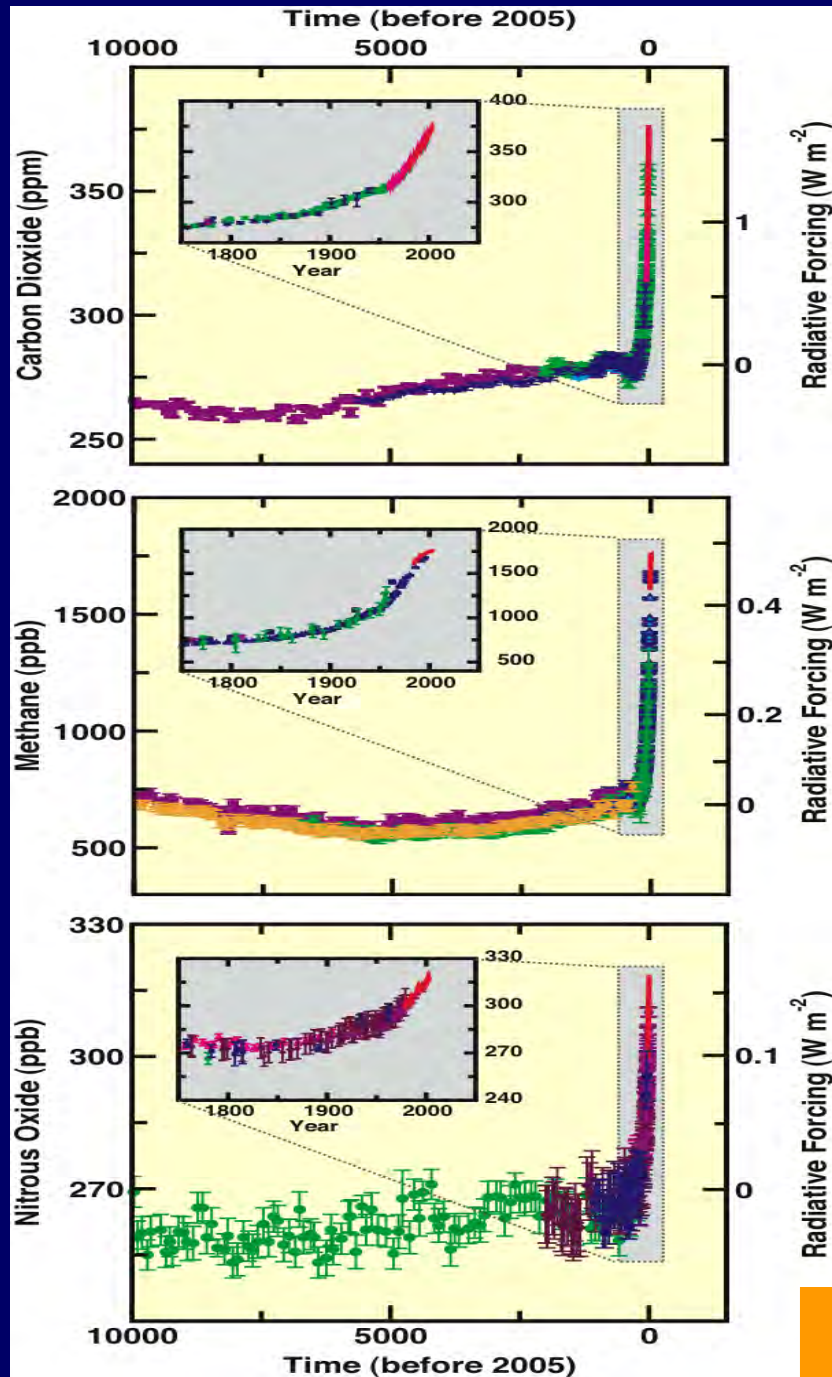 Time (before 2005)
10000 5000 0
Carbon Dioxide (ppm)
350
300
250
400
350
300
1800 1900 2000
Year
1
0
Radiative Forcing (W m-2)
Methane (ppb)
2000
1500
1000
500
2000
1500
1000
500
1800 1900 2000
Year
0.4
0.2
0
Radiative Forcing (W m-2)
Nitrous Oxide (ppb)
330
300
270
330
300
270
240
1800 1900 2000
Year
0.1
0
Radiative Forcing (W m-2)
10000 5000 0
Time (before 2005)